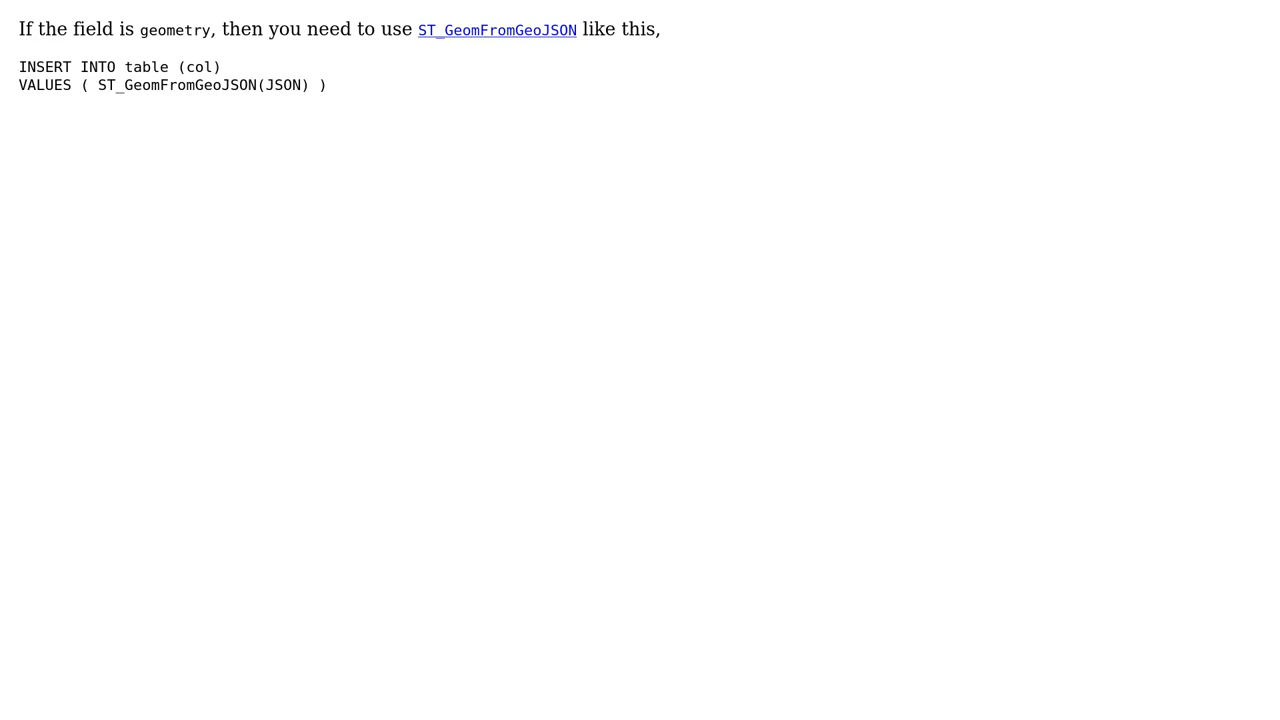 If the field is geometry, then you need to use ST_GeomFromGeoJSON like this,
INSERT INTO table (col)
VALUES ( ST_GeomFromGeoJSON(JSON) )